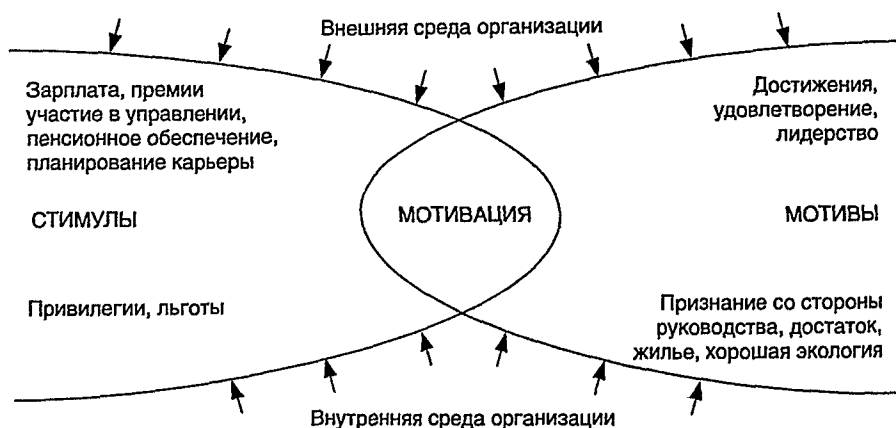 Внешняя среда организации
Зарплата, премии
участие в управлении,
пенсионное обеспечение,
планирование карьеры
Достижения,
удовлетворение,
лидерство
СТИМУЛЫ
МОТИВАЦИЯ
МОТИВЫ
Привилегии, льготы
Признание со стороны
руководства, достаток,
жилье, хорошая экология
Внутренняя среда организации